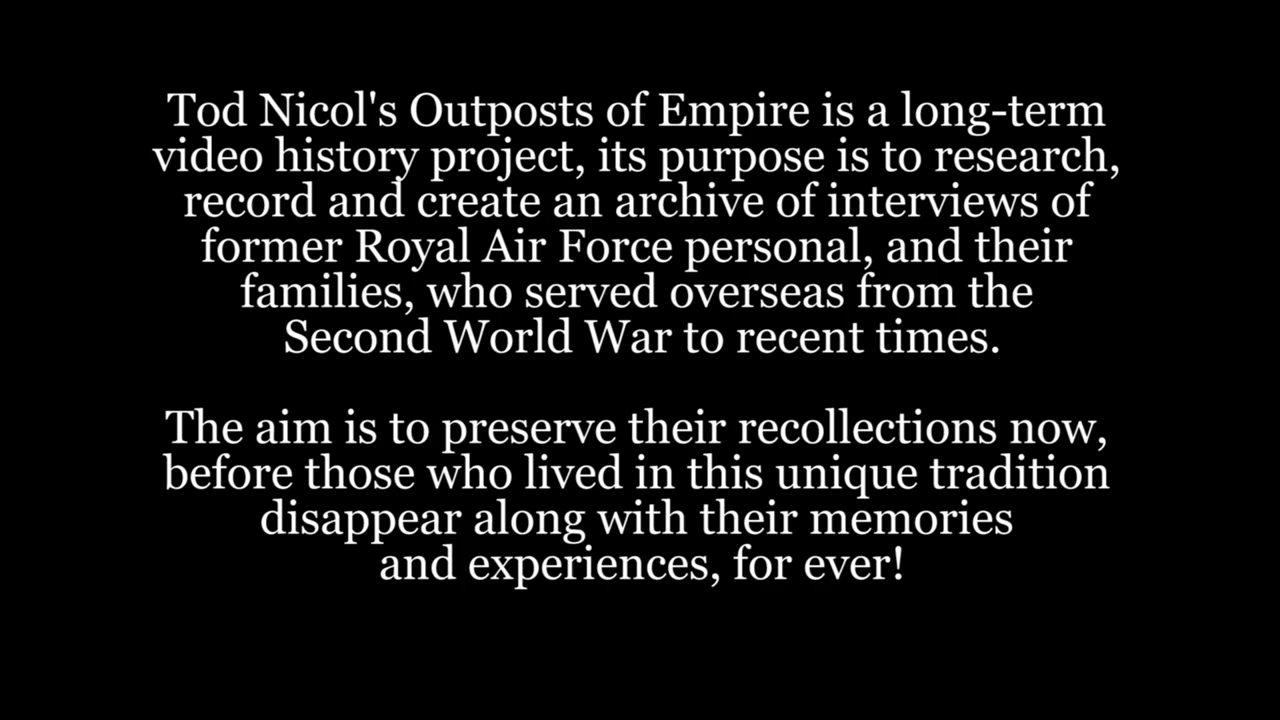 Tod Nicol's Outposts of Empire is a long-term
video history project, its purpose is to research,
record and create an archive of interviews of
former Royal Air Force personal, and their
families, who served overseas from the
Second World War to recent times.
The aim is to preserve their recollections now,
before those who lived in this unique tradition
disappear along with their memories
and experiences, for ever!